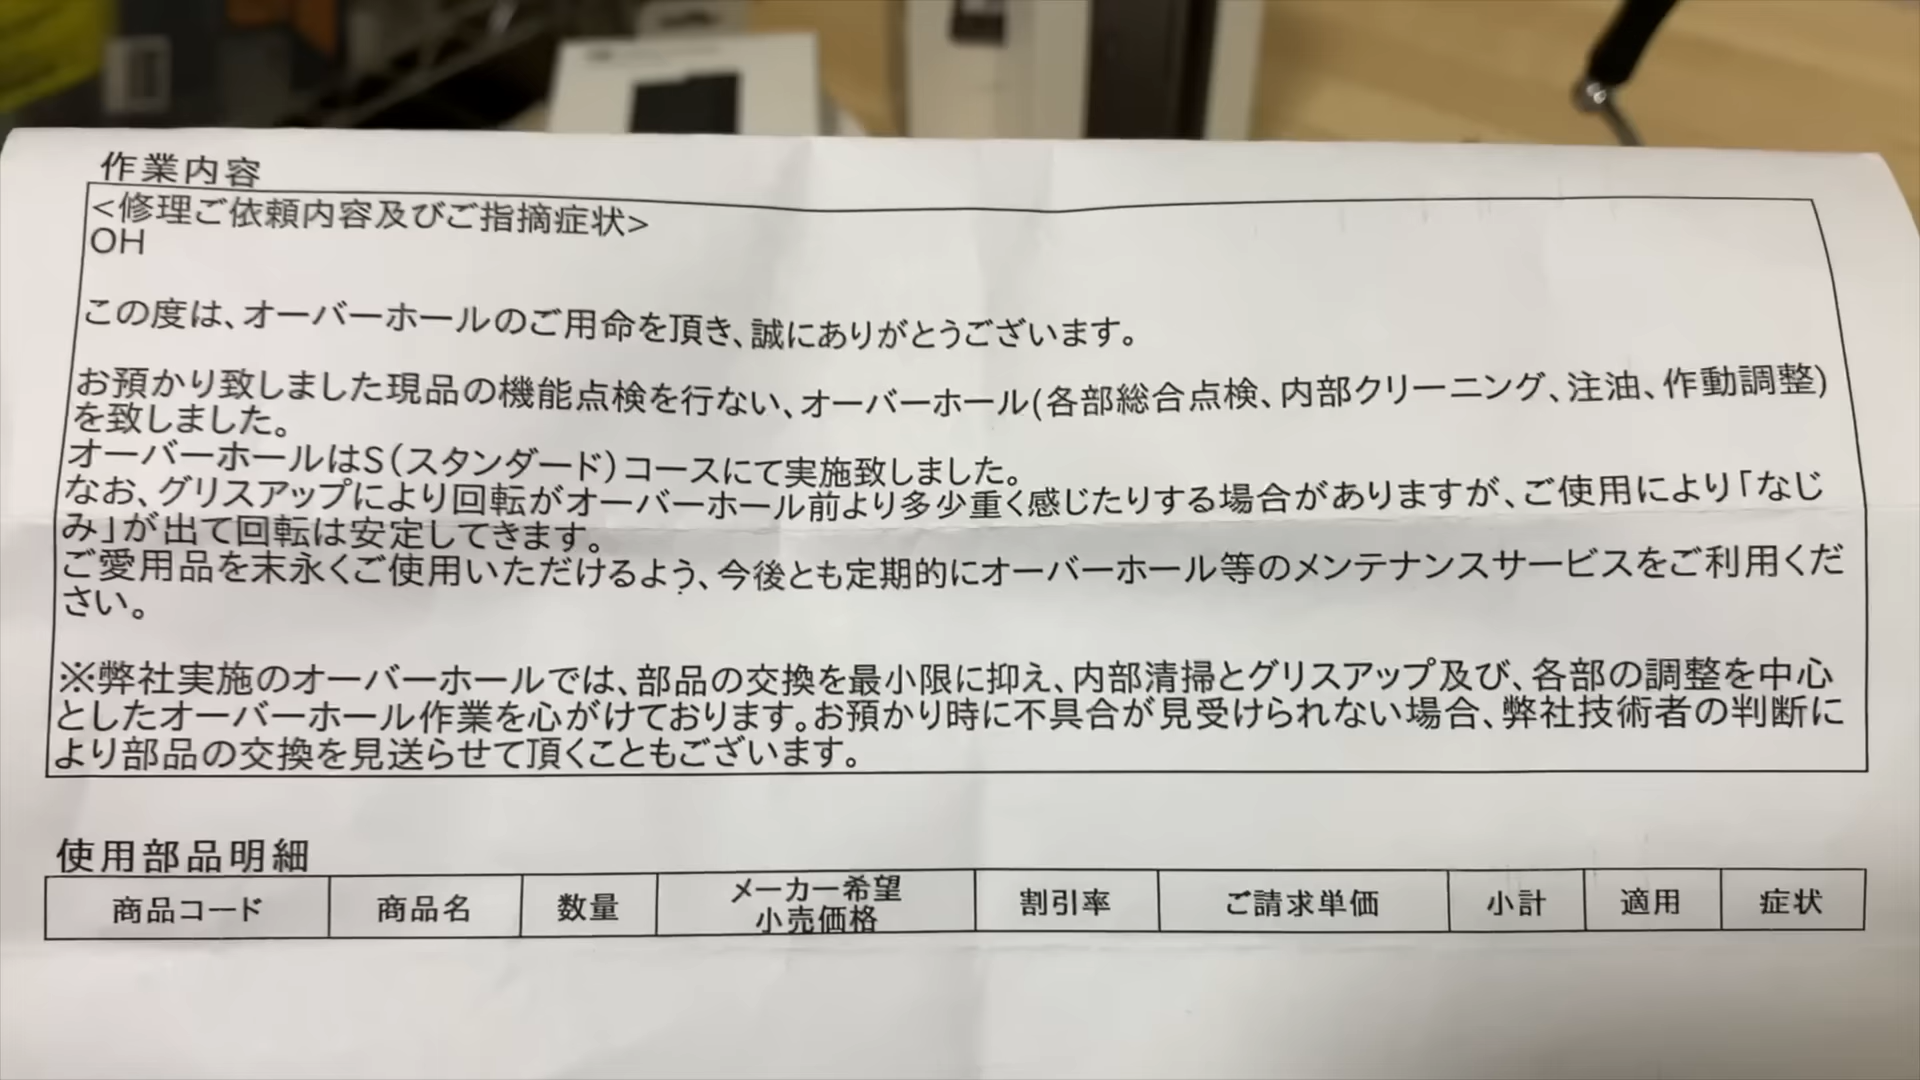 作業内容
<修理ご依頼内容及びご指摘症状>
OH
この度は、オーバーホールのご用命を頂き、誠にありがとうございます。
お預かり致しました現品の機能点検を行ない、オーバーホール(各部総合点検、内部クリーニング、注油、作動調整)
を致しました。
オーバーホールはS(スタンダード)コースにて実施致しました。
なお、グリスアップにより回転がオーバーホール前より多少重く感じたりする場合がありますが、ご使用により「なじ
み」が出て回転は安定してきます。
ご愛用品を末永くご使用いただけるよう、今後とも定期的にオーバーホール等のメンテナンスサービスをご利用くだ
さい。
※弊社実施のオーバーホールでは、部品の交換を最小限に抑え、内部清掃とグリスアップ及び、各部の調整を中心
としたオーバーホール作業を心がけております。お預かり時に不具合が見受けられない場合、弊社技術者の判断に
より部品の交換を見送らせて頂くこともございます。
使用部品明細
商品コード 商品名 数量 メーカー希望 割引率 ご請求単価 小計 適用 症状
小売価格